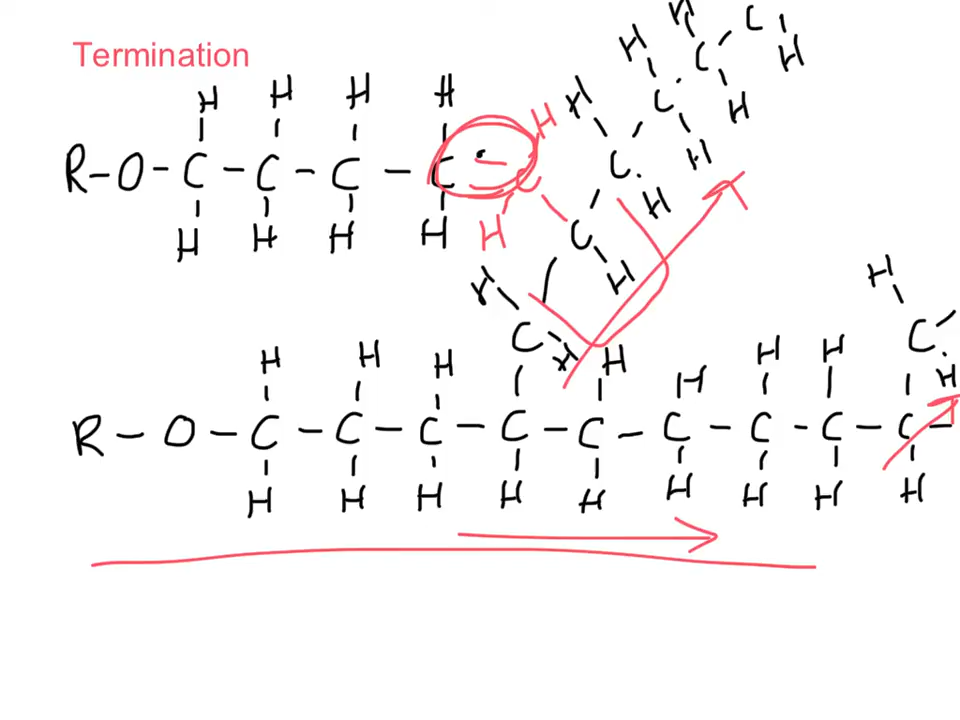 Termination
H H C C H
H H C H
H H H H H C H
R-O-C-C-C-C C H
H H H H H C H
H H
H C
H H H C H H H H H C H
R-O-C-C-C-C-C-C-C-C-C-
H H H H H H H H H